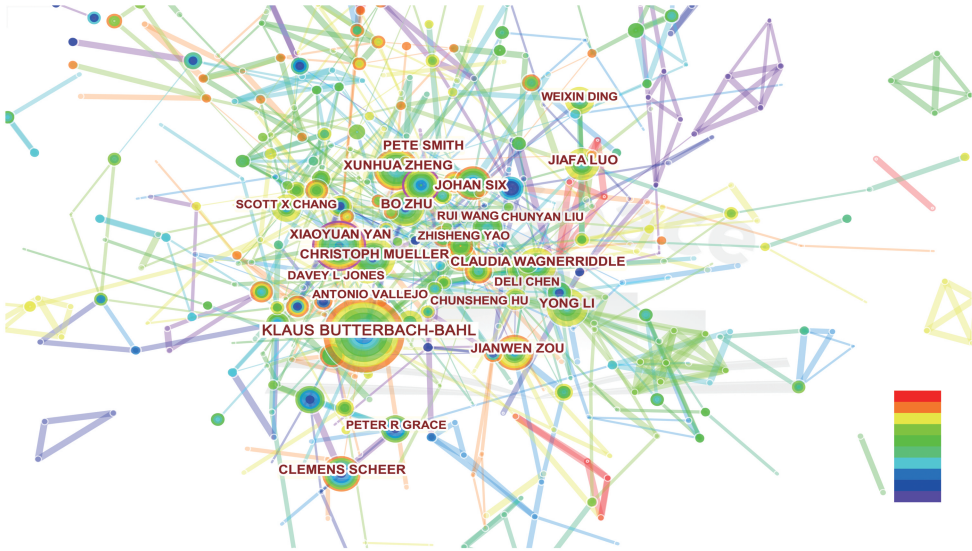 WEIXIN DING
PETE SMITH
XUNHUA ZHENG
JIAFA LUO
JOHAN SIX
SCOTT X CHANG
BO ZHU
RUI WANG
CHUNYAN LIU
XIAOYUAN YAN
ZHISHENG YAO
CHRISTOPH MUELLER
CLAUDIA WAGNERRIDDLE
DAVEY L JONES
DELI CHEN
ANTONIO VALLEJO
CHUNSHENG HU
YONG LI
KLAUS BUTTERBACH-BAHL
JIANWEN ZOU
PETER R GRACE
CLEMENS SCHEER